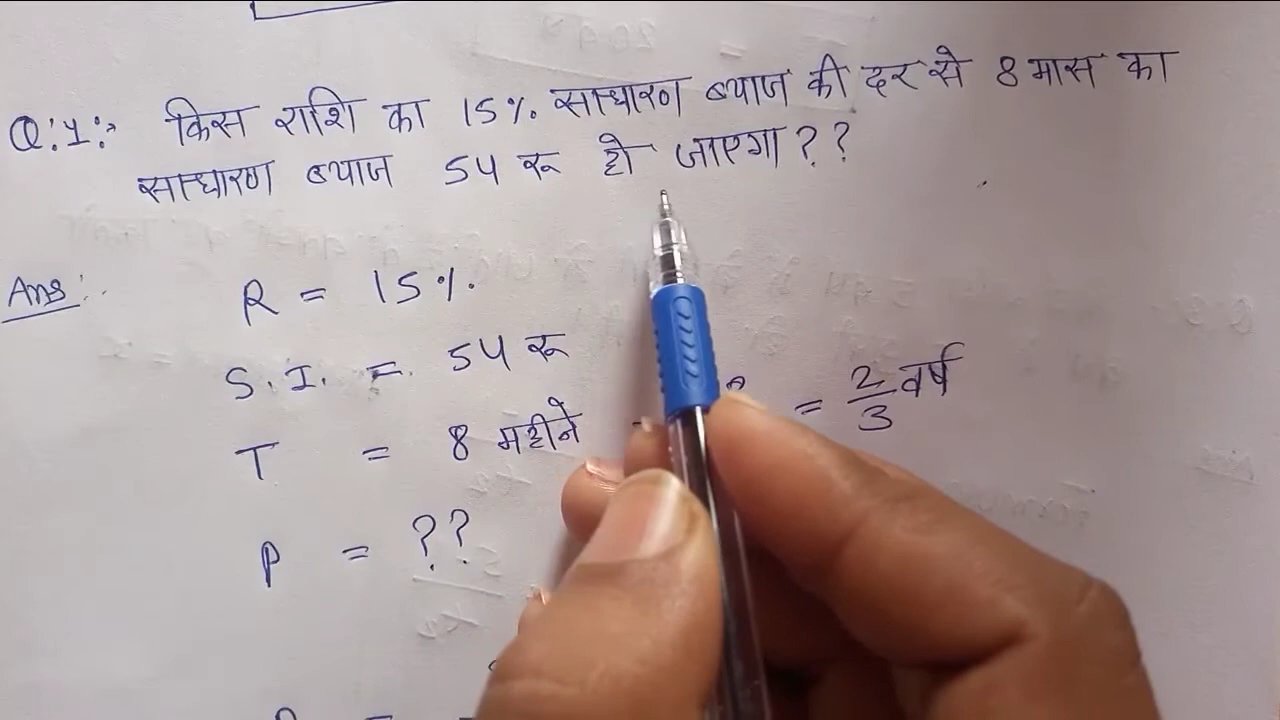 Q.1:- किस राशि का 15% साधारण ब्याज की दर से 8 मास का
साधारण ब्याज 54 रू हो जाएगा ? ?
Ans:
R = 15%
S.I. = 54 रू
T = 8 महीने = 2/3 वर्ष
P = ??